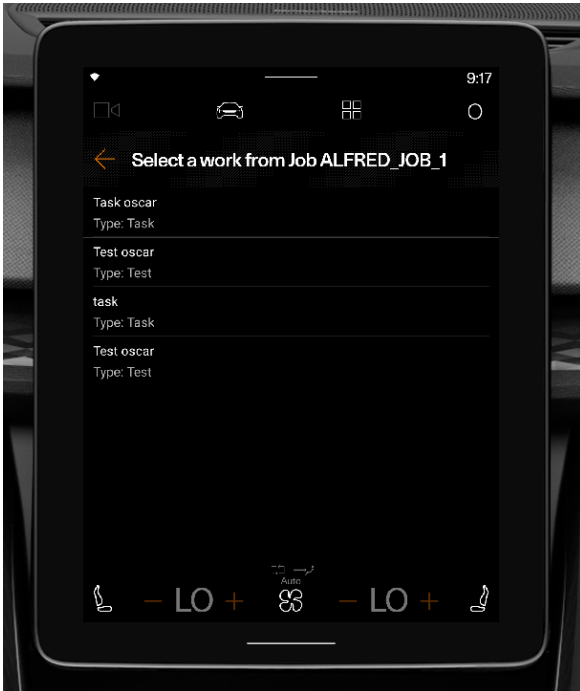 9:17
Select a work from Job ALFRED_JOB_1
Task oscar
Type: Task
Test oscar
Type: Test
task
Type: Task
Test oscar
Type: Test
Auto
– LO + – LO +